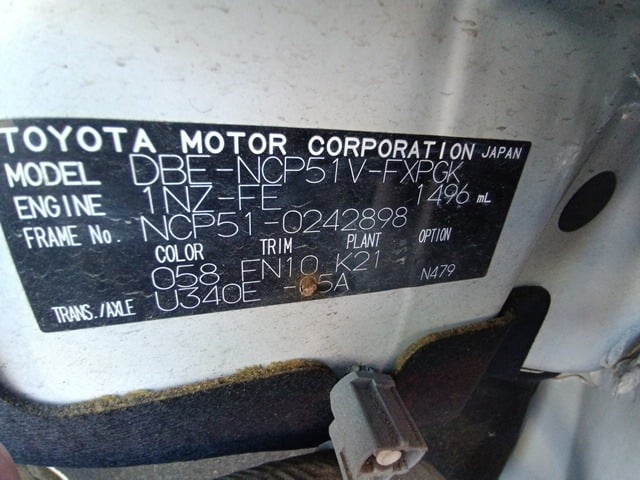 TOYOTA MOTOR CORPORATION JAPAN
MODEL DBE-NCP51V-FXPGK
ENGINE 1NZ-FE 1496 mL
FRAME No. NCP51-0242898
COLOR TRIM PLANT OPTION
058 FN10 K21 N479
TRANS./AXLE U340E